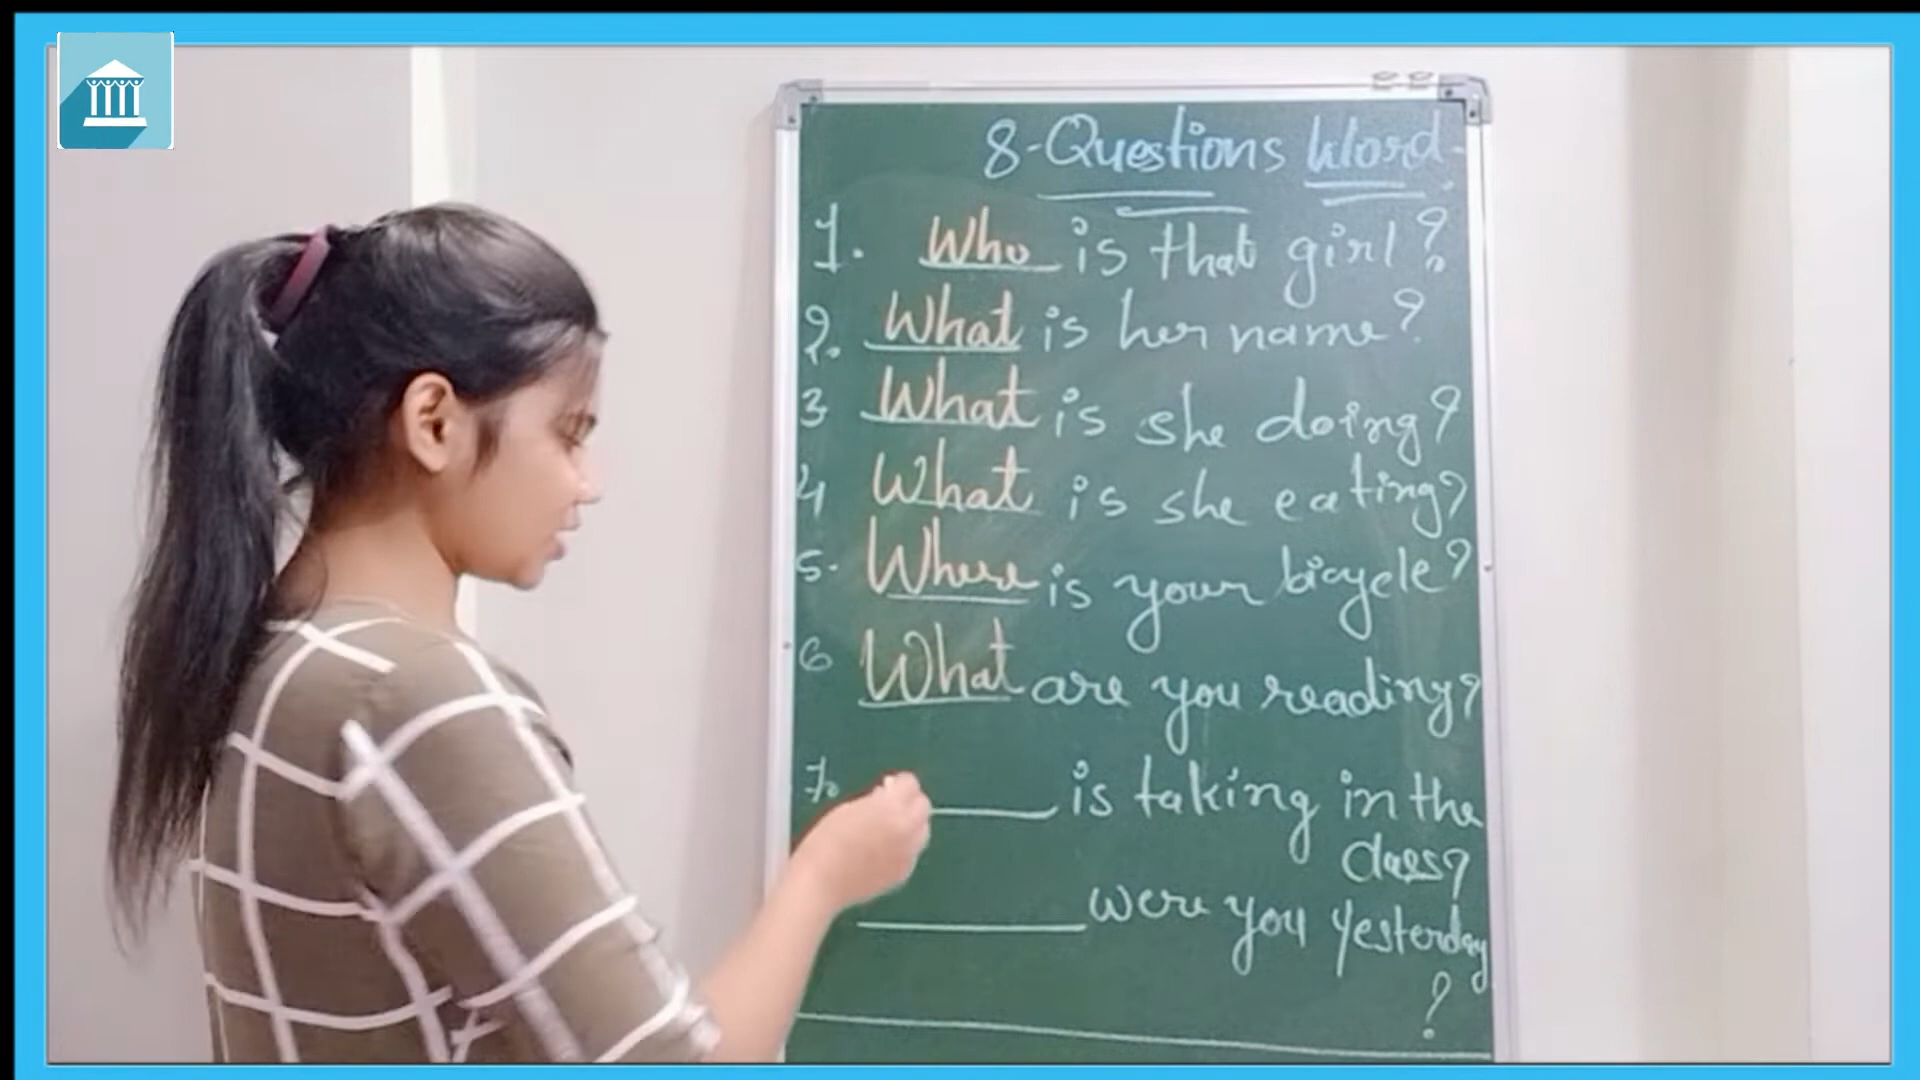 8-Questions Word-
1. Who is that girl?
2. What is her name?
3 What is she doing?
4 What is she eating?
5. Where is your bicycle?
6 What are you reading?
7. ____ is taking in the
class?
____ were you yesterday
?